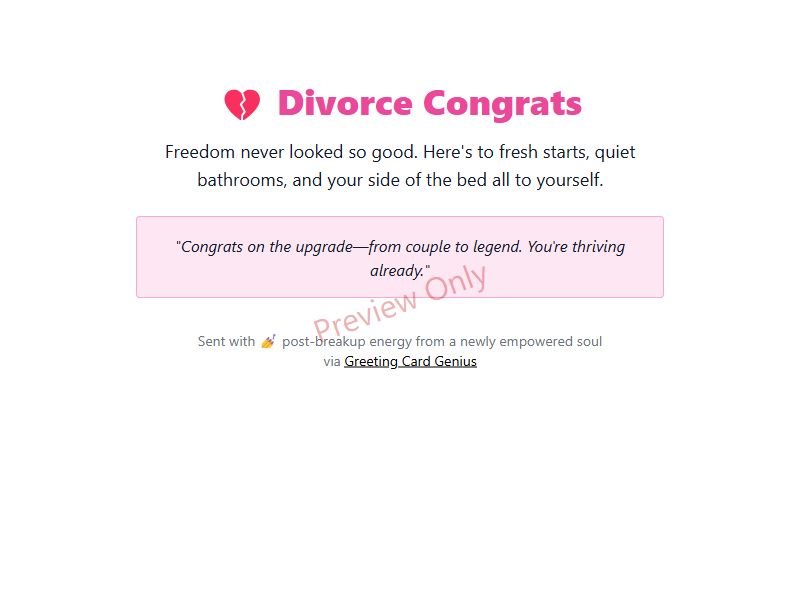 💔 Divorce Congrats
Freedom never looked so good. Here's to fresh starts, quiet
bathrooms, and your side of the bed all to yourself.
"Congrats on the upgrade—from couple to legend. You're thriving
already."
Preview Only
Sent with 💅 post-breakup energy from a newly empowered soul
via Greeting Card Genius